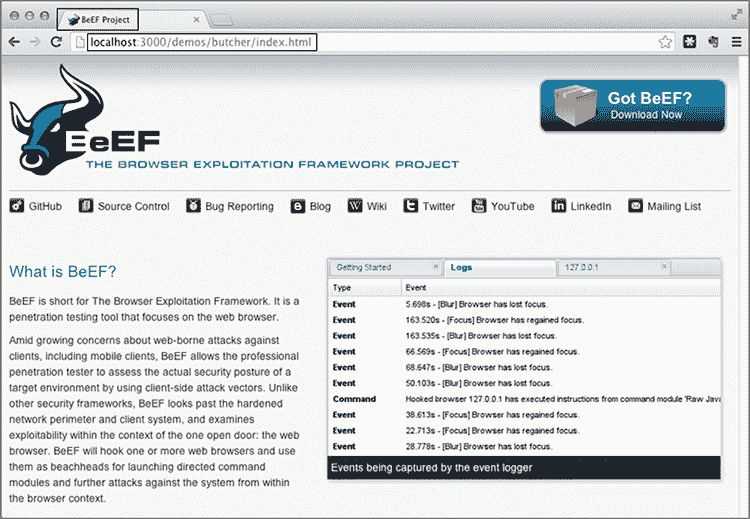 BeEF Project
localhost:3000/demos/butcher/index.html
BeEF
THE BROWSER EXPLOITATION FRAMEWORK PROJECT
Got BeEF?
Download Now
GitHub Source Control Bug Reporting Blog Wiki Twitter YouTube LinkedIn Mailing List
What is BeEF?
BeEF is short for The Browser Exploitation Framework. It is a
penetration testing tool that focuses on the web browser.
Amid growing concerns about web-borne attacks against
clients, including mobile clients, BeEF allows the professional
penetration tester to assess the actual security posture of a
target environment by using client-side attack vectors. Unlike
other security frameworks, BeEF looks past the hardened
network perimeter and client system, and examines
exploitability within the context of the one open door: the web
browser. BeEF will hook one or more web browsers and use
them as beachheads for launching directed command
modules and further attacks against the system from within
the browser context.
Getting Started Logs 127.0.0.1
Type Event
Event 5.698s - [Blur] Browser has lost focus.
Event 163.520s - [Focus] Browser has regained focus.
Event 163.535s - [Blur] Browser has lost focus.
Event 66.569s - [Focus] Browser has regained focus.
Event 68.647s - [Blur] Browser has lost focus.
Event 50.103s - [Blur] Browser has lost focus.
Command Hooked browser 127.0.0.1 has executed instructions from command module 'Raw Java
Event 38.613s - [Focus] Browser has regained focus.
Event 22.713s - [Focus] Browser has regained focus.
Event 28.778s - [Blur] Browser has lost focus.
Events being captured by the event logger